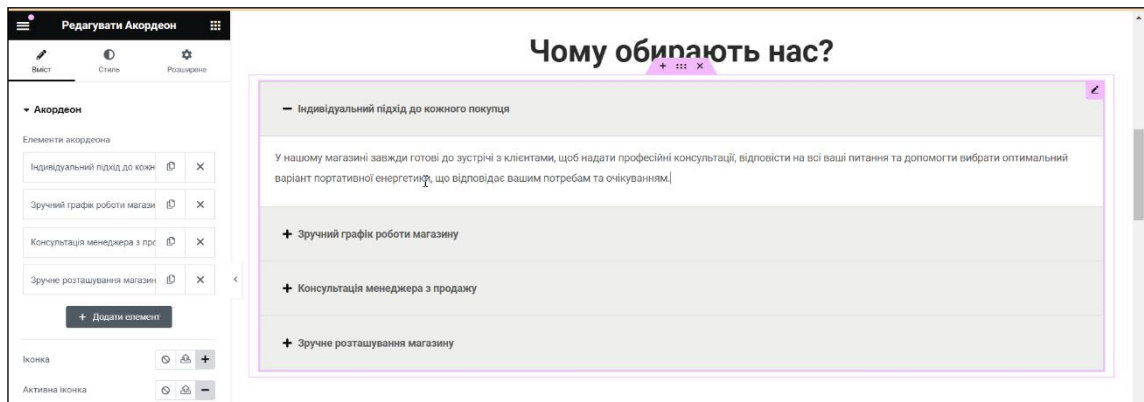 Редагувати Акордеон
Вміст
Стиль
Розширене
Акордеон
Елементи акордеона
Індивідуальний підхід до кожн
Зручний графік роботи магази
Консультація менеджера з прс
Зручне розташування магазин
+ Додати елемент
Іконка
Активна іконка
Чому обирають нас?
Індивідуальний підхід до кожного покупця
У нашому магазині завжди готові до зустрічі з клієнтами, щоб надати професійні консультації, відповісти на всі ваші питання та допомогти вибрати оптимальний
варіант портативної енергетики, що відповідає вашим потребам та очікуванням.
Зручний графік роботи магазину
Консультація менеджера з продажу
Зручне розташування магазину